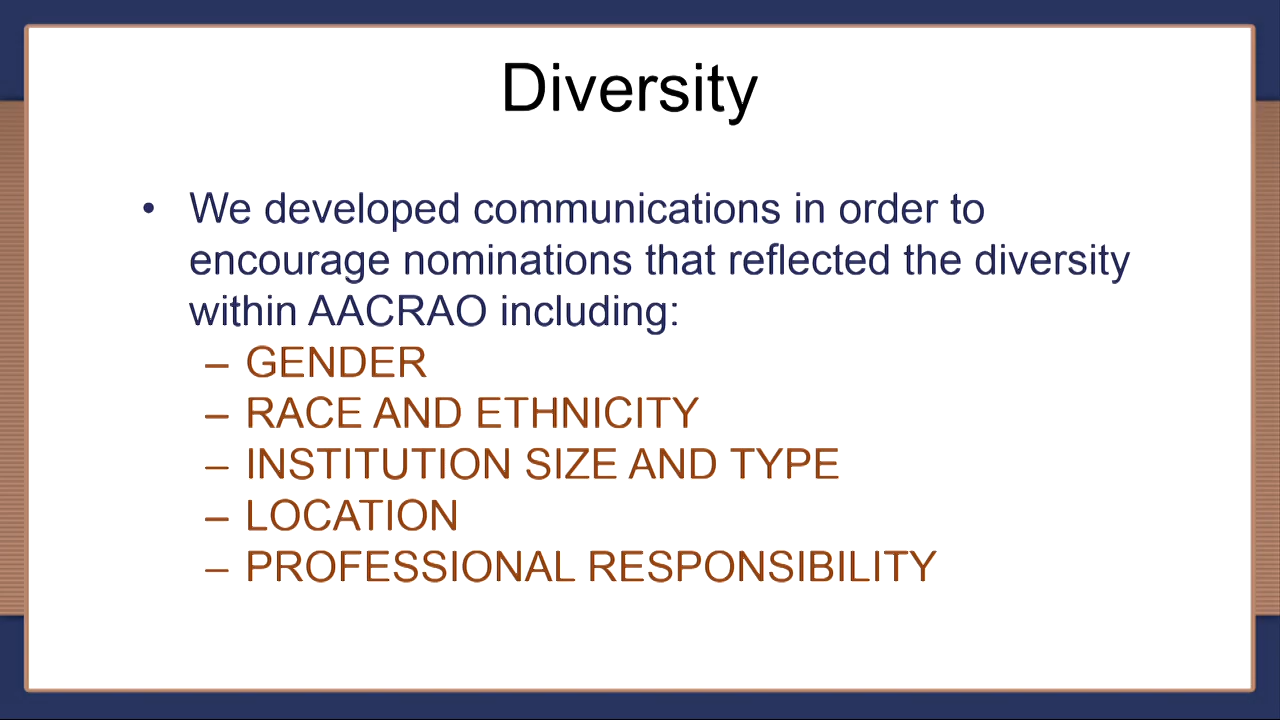 Diversity
• We developed communications in order to
encourage nominations that reflected the diversity
within AACRAO including:
– GENDER
– RACE AND ETHNICITY
– INSTITUTION SIZE AND TYPE
– LOCATION
– PROFESSIONAL RESPONSIBILITY